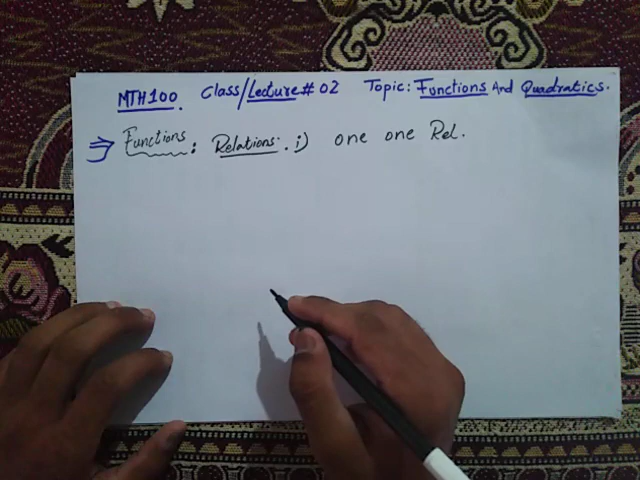 MTH100. Class/Lecture # 02 Topic: Functions And Quadratics.
⇒ Functions: Relations: i) one one Rel.